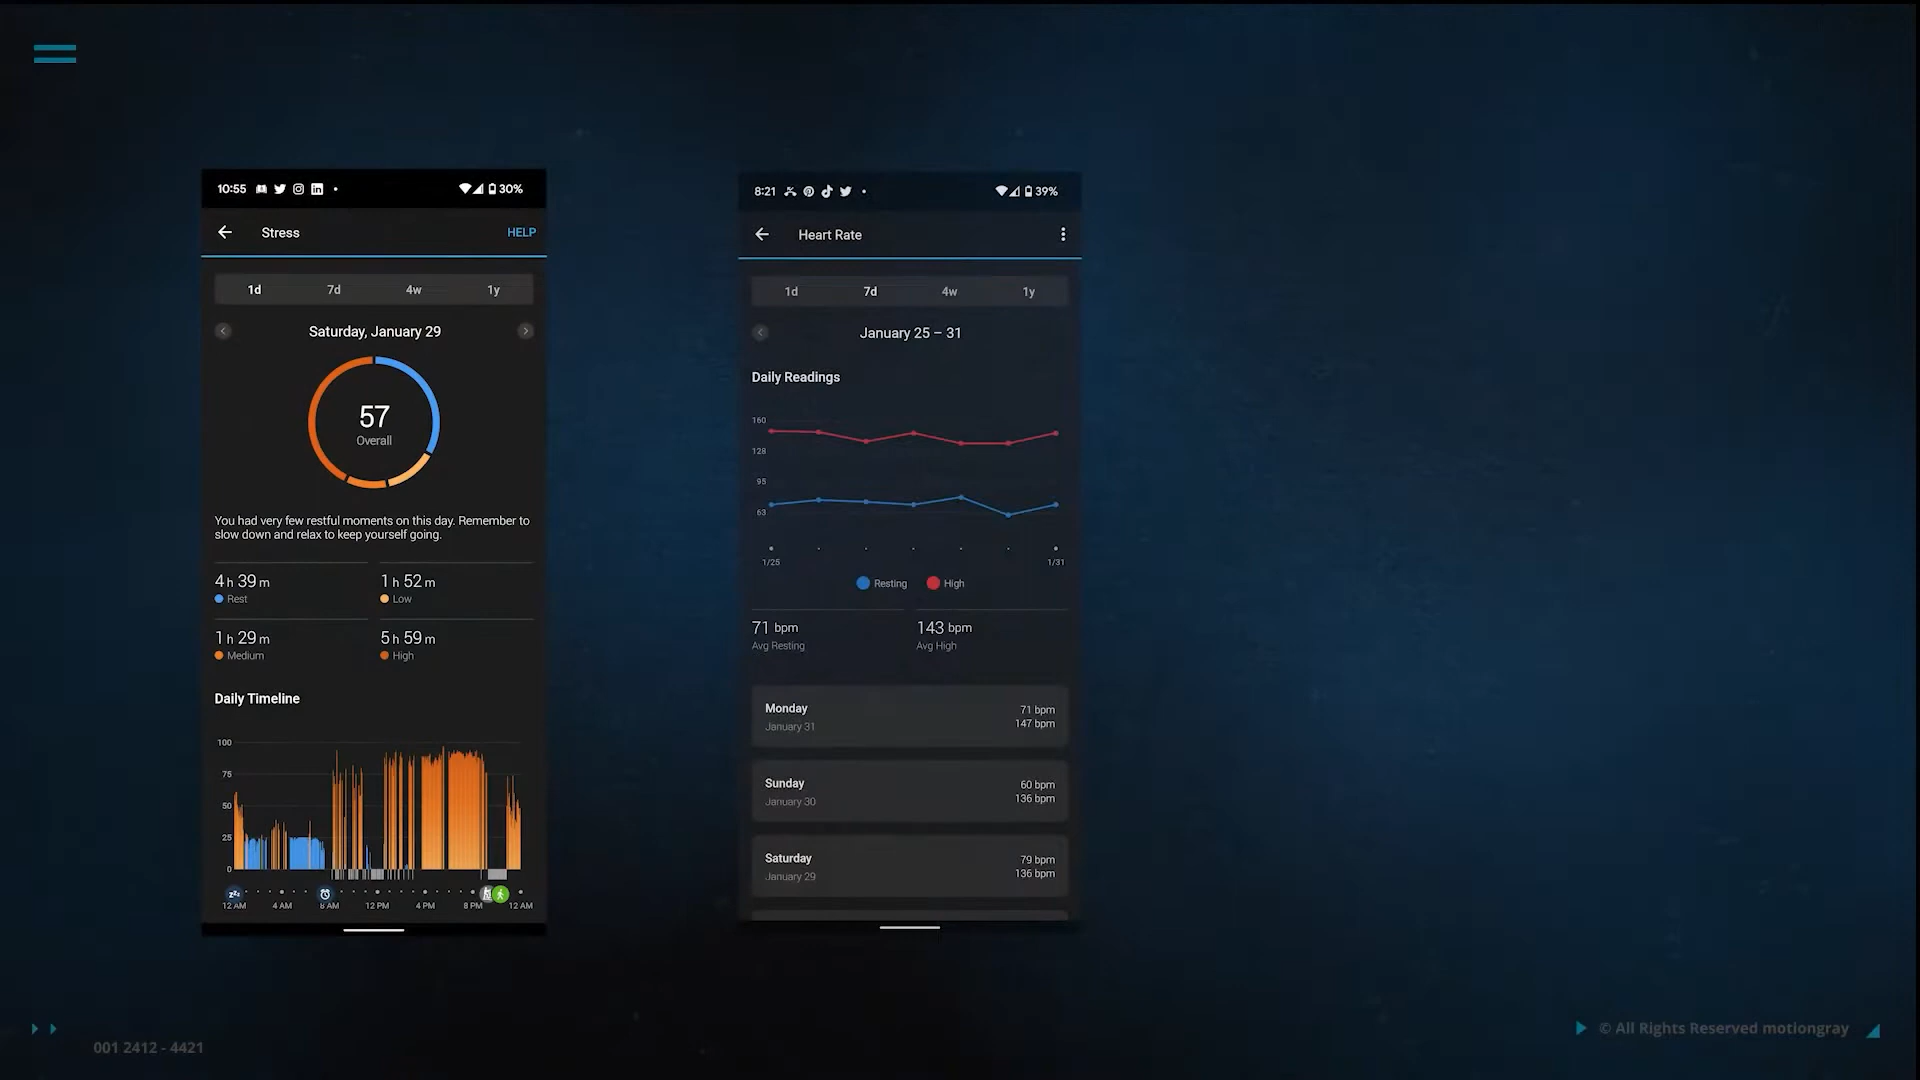 10:55
30%
Stress
HELP
1d 7d 4w 1y
Saturday, January 29
57
Overall
You had very few restful moments on this day. Remember to
slow down and relax to keep yourself going.
4 h 39 m
Rest
1 h 52 m
Low
1 h 29 m
Medium
5 h 59 m
High
Daily Timeline
100
75
50
25
0
zzz
12 AM 4 AM 8 AM 12 PM 4 PM 8 PM 12 AM
8:21
39%
Heart Rate
1d 7d 4w 1y
January 25 – 31
Daily Readings
160
128
95
63
1/25 1/31
Resting High
71 bpm
Avg Resting
143 bpm
Avg High
Monday
January 31
71 bpm
147 bpm
Sunday
January 30
60 bpm
136 bpm
Saturday
January 29
79 bpm
136 bpm
001 2412 - 4421
© All Rights Reserved motiongray